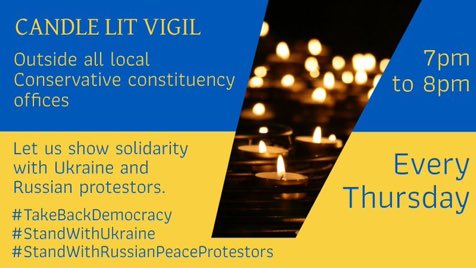 CANDLE LIT VIGIL
Outside all local
Conservative constituency
offices
7pm
to 8pm
Let us show solidarity
with Ukraine and
Russian protestors.
Every
Thursday
#TakeBackDemocracy
#StandWithUkraine
#StandWithRussianPeaceProtestors